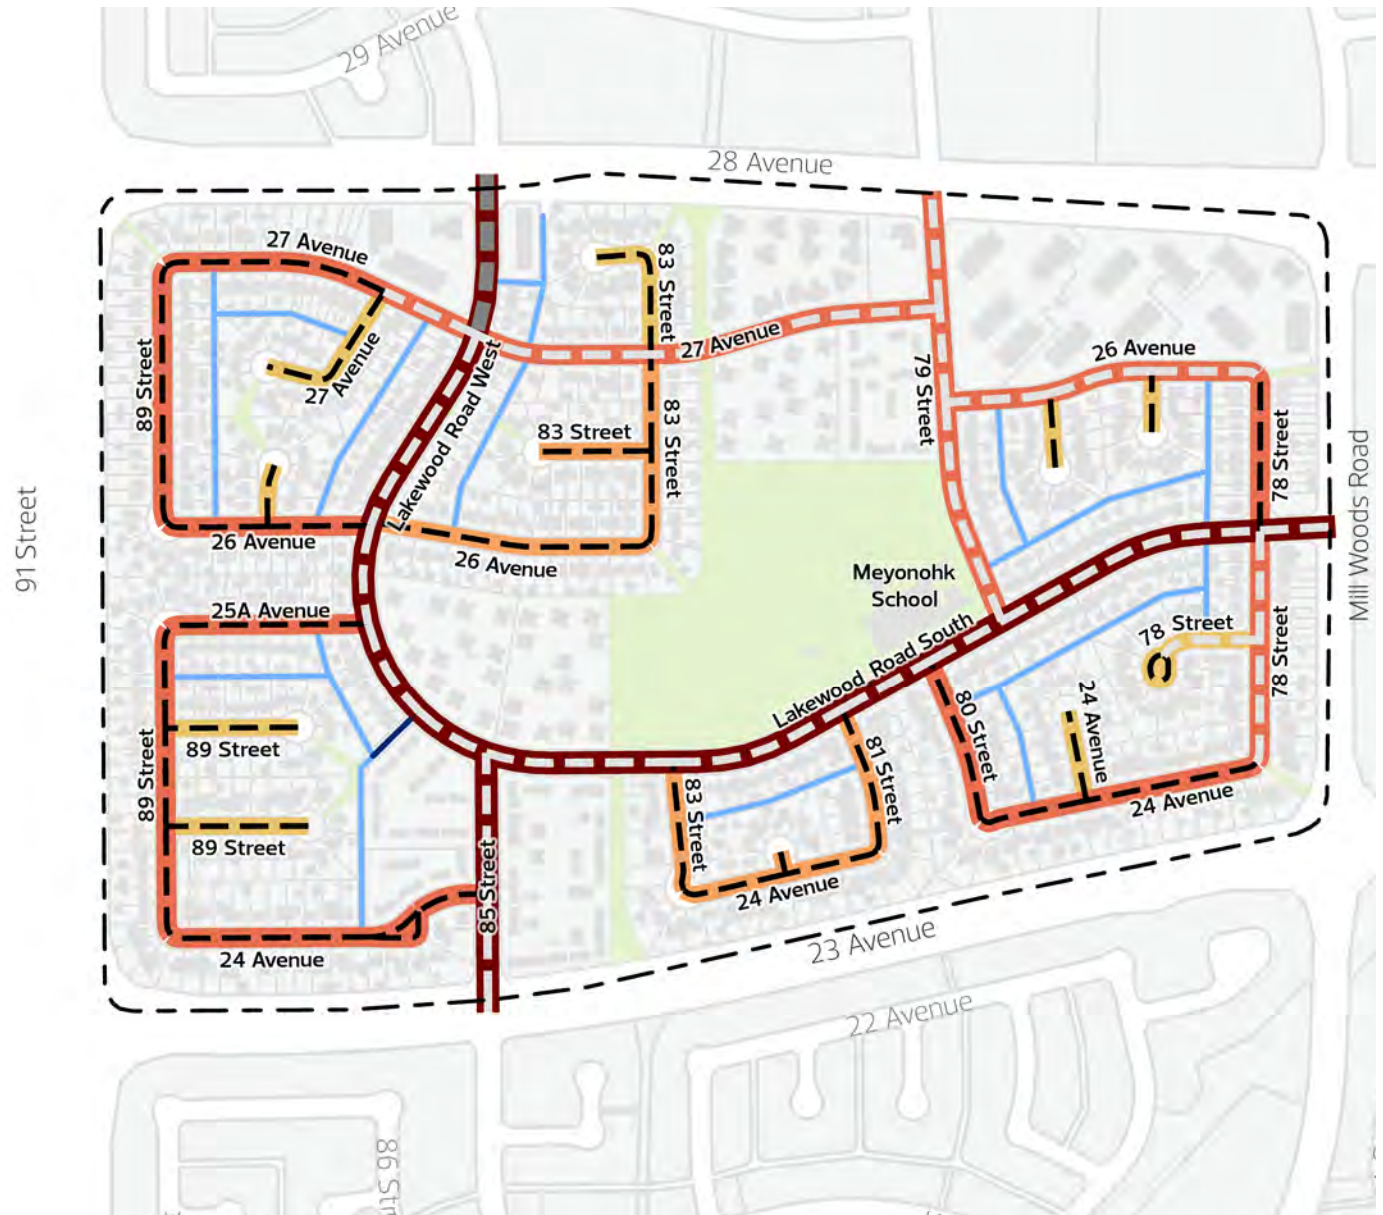 29 Avenue
28 Avenue
27 Avenue
83 Street
27 Avenue
89 Street
27 Avenue
Lakewood Road West
79 Street
26 Avenue
83 Street
83 Street
78 Street
91 Street
Mill Woods Road
26 Avenue
26 Avenue
Meyonohk
School
25A Avenue
Lakewood Road South
78 Street
78 Street
80 Street
24 Avenue
89 Street
89 Street
81 Street
83 Street
24 Avenue
89 Street
85 Street
24 Avenue
24 Avenue
23 Avenue
22 Avenue
86 Str